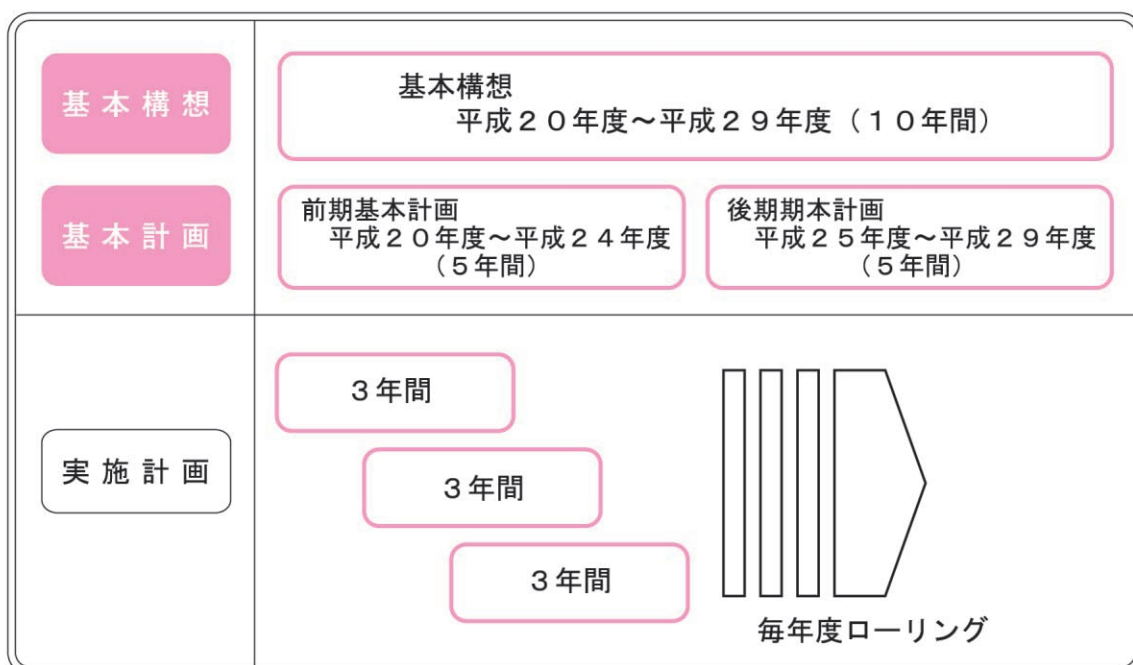 基本構想
基本構想
平成２０年度～平成２９年度（１０年間）
基本計画
前期基本計画
平成２０年度～平成２４年度
（５年間）
後期期本計画
平成２５年度～平成２９年度
（５年間）
実施計画
３年間
３年間
３年間
毎年度ローリング